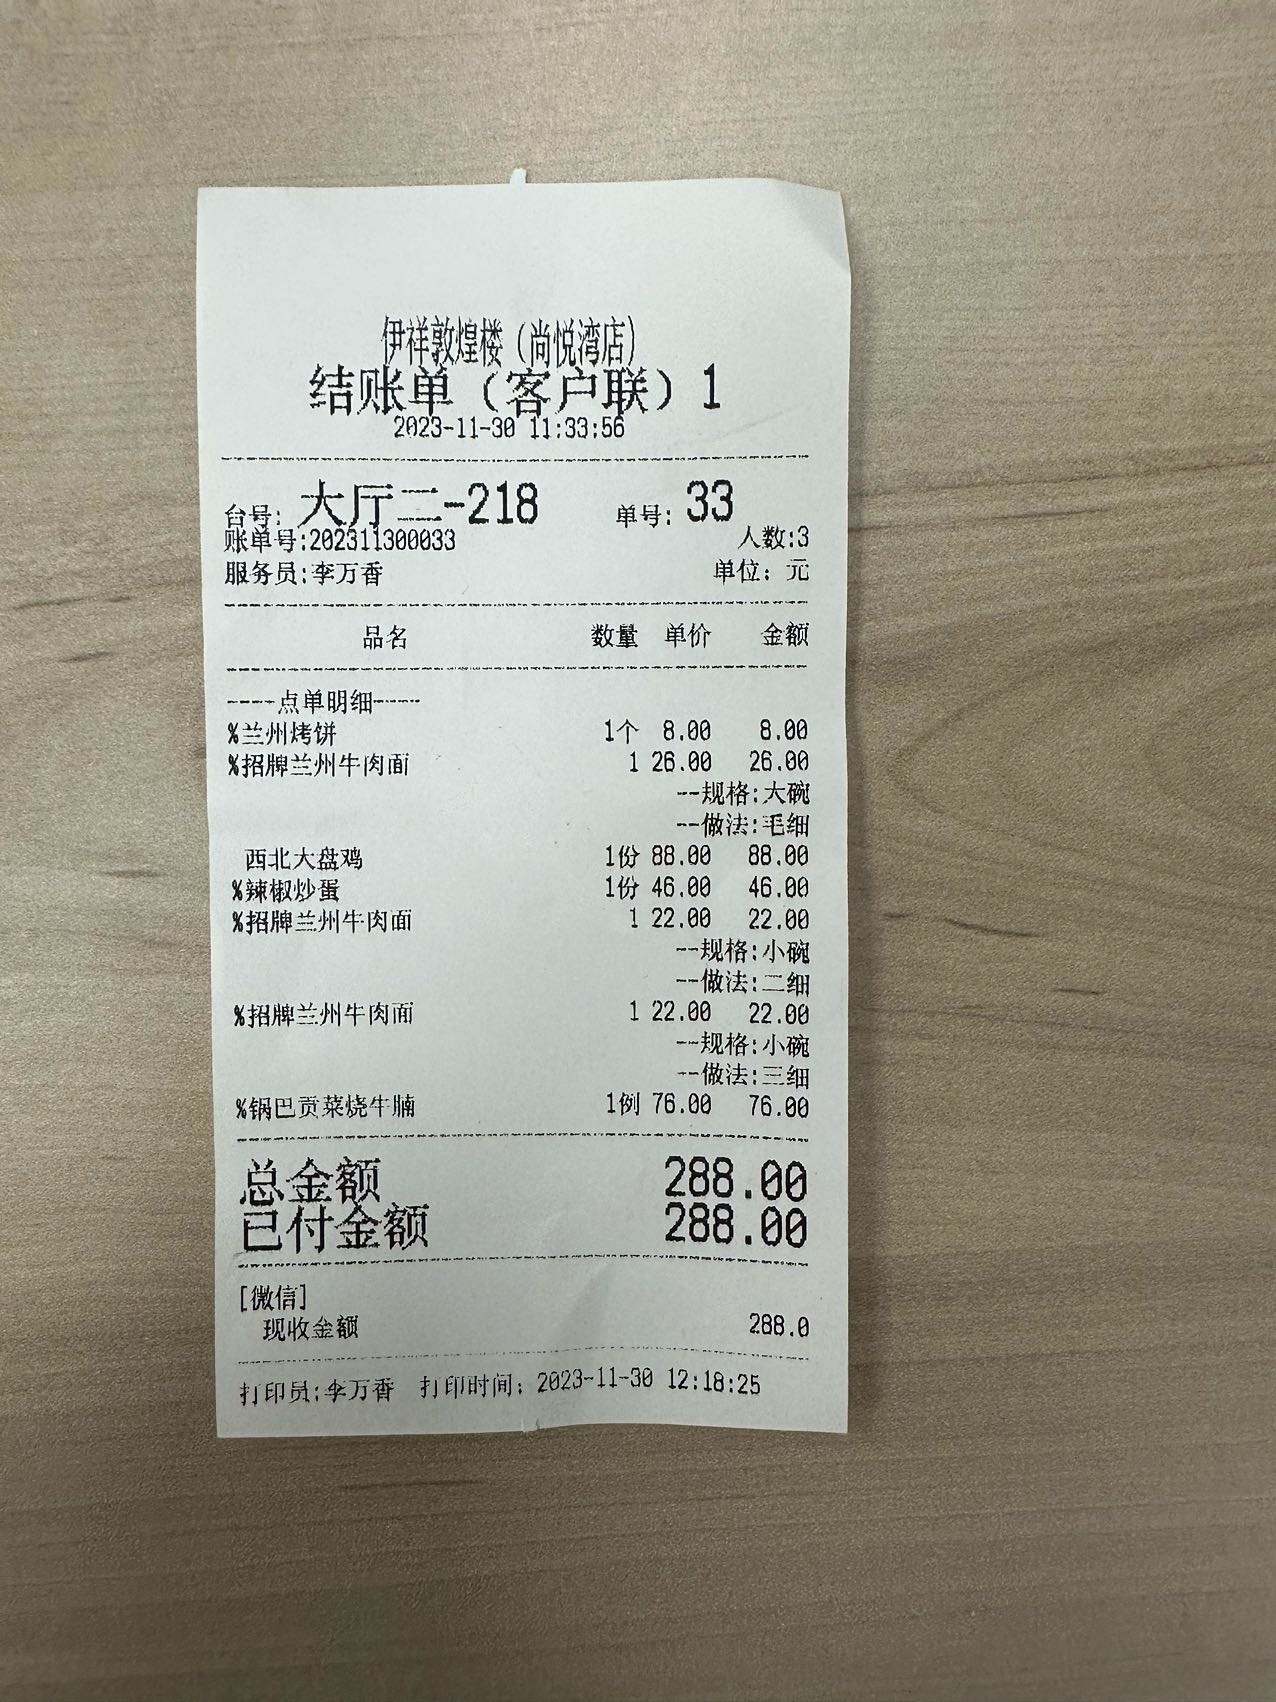 伊祥敦煌楼（尚悦湾店）
结账单（客户联）1
2023-11-30 11:33:56
台号: 大厅二-218 单号: 33
账单号:202311300033 人数:3
服务员:李万香 单位: 元
品名 数量 单价 金额
----点单明细----
%兰州烤饼 1个 8.00 8.00
%招牌兰州牛肉面 1 26.00 26.00
--规格:大碗
--做法:毛细
西北大盘鸡 1份 88.00 88.00
%辣椒炒蛋 1份 46.00 46.00
%招牌兰州牛肉面 1 22.00 22.00
--规格:小碗
--做法:二细
%招牌兰州牛肉面 1 22.00 22.00
--规格:小碗
--做法:三细
%锅巴贡菜烧牛腩 1例 76.00 76.00
总金额 288.00
已付金额 288.00
[微信]
现收金额 288.0
打印员:李万香 打印时间: 2023-11-30 12:18:25